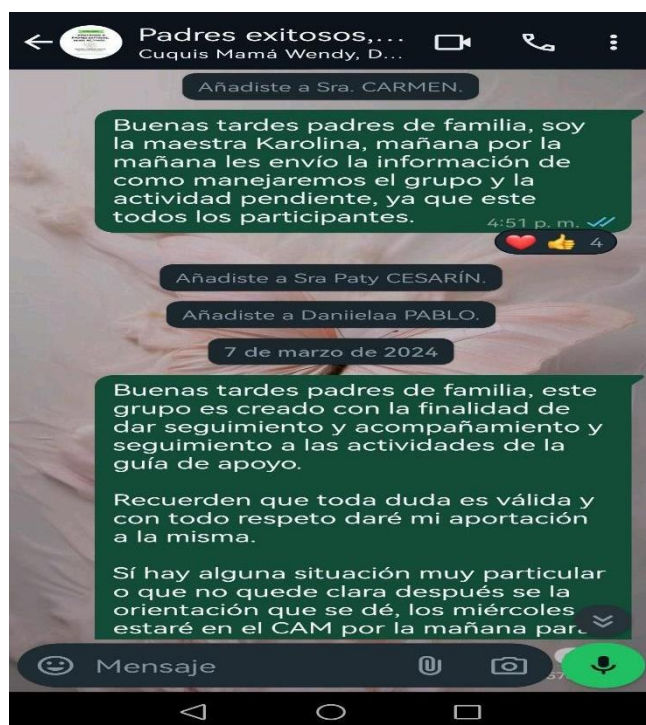 Padres exitosos,...
Cuquis Mamá Wendy, D...
Añadiste a Sra. CARMEN.
Buenas tardes padres de familia, soy
la maestra Karolina, mañana por la
mañana les envío la información de
como manejaremos el grupo y la
actividad pendiente, ya que este
todos los participantes.
4:51 p. m.
4
Añadiste a Sra Paty CESARÍN.
Añadiste a Daniielaa PABLO.
7 de marzo de 2024
Buenas tardes padres de familia, este
grupo es creado con la finalidad de
dar seguimiento y acompañamiento y
seguimiento a las actividades de la
guía de apoyo.
Recuerden que toda duda es válida y
con todo respeto daré mi aportación
a la misma.
Sí hay alguna situación muy particular
o que no quede clara después se la
orientación que se dé, los miércoles
estaré en el CAM por la mañana para
Mensaje